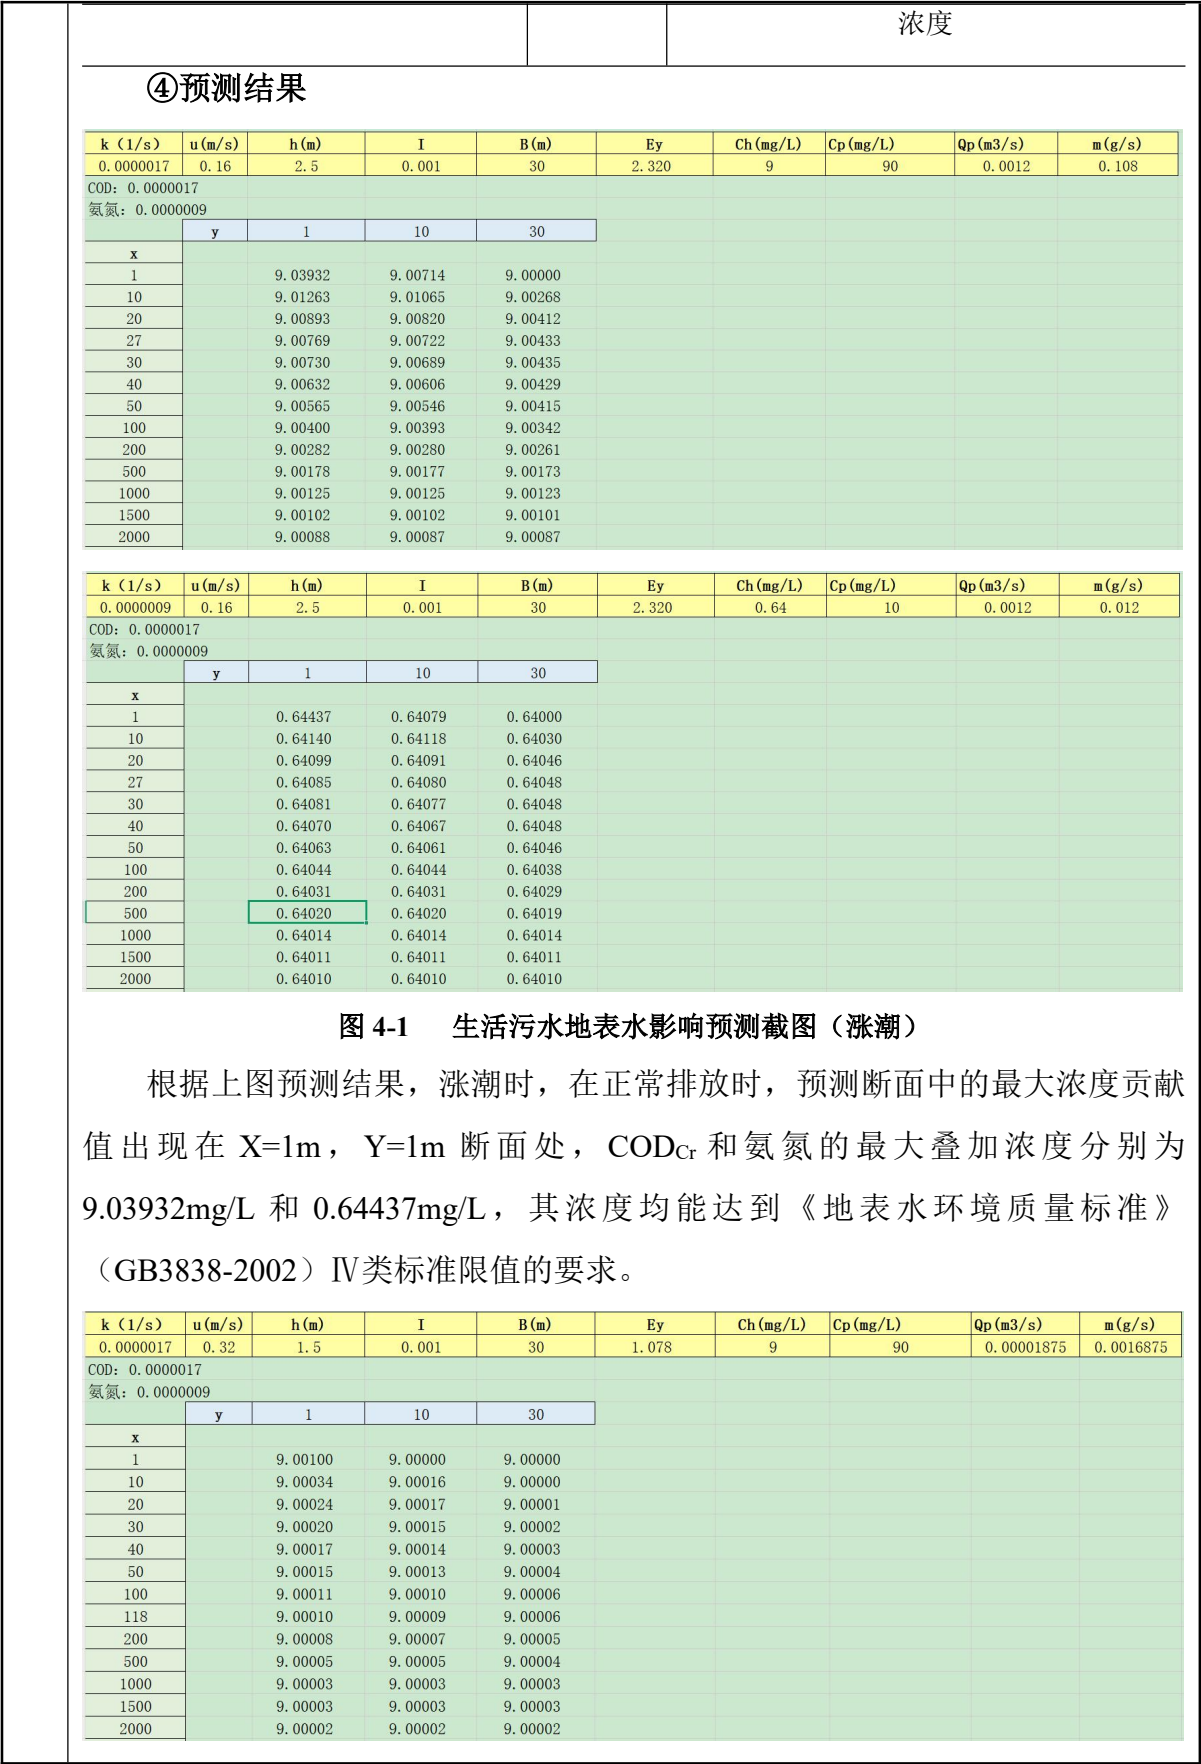 浓度
④预测结果
k（1/s） u(m/s) h(m) I B(m) Ey Ch(mg/L) Cp(mg/L) Qp(m3/s) m(g/s)
0.0000017 0.16 2.5 0.001 30 2.320 9 90 0.0012 0.108
COD: 0.0000017
氨氮: 0.0000009
y 1 10 30
x
1 9.03932 9.00714 9.00000
10 9.01263 9.01065 9.00268
20 9.00893 9.00820 9.00412
27 9.00769 9.00722 9.00433
30 9.00730 9.00689 9.00435
40 9.00632 9.00606 9.00429
50 9.00565 9.00546 9.00415
100 9.00400 9.00393 9.00342
200 9.00282 9.00280 9.00261
500 9.00178 9.00177 9.00173
1000 9.00125 9.00125 9.00123
1500 9.00102 9.00102 9.00101
2000 9.00088 9.00087 9.00087
k（1/s） u(m/s) h(m) I B(m) Ey Ch(mg/L) Cp(mg/L) Qp(m3/s) m(g/s)
0.0000009 0.16 2.5 0.001 30 2.320 0.64 10 0.0012 0.012
COD: 0.0000017
氨氮: 0.0000009
y 1 10 30
x
1 0.64437 0.64079 0.64000
10 0.64140 0.64118 0.64030
20 0.64099 0.64091 0.64046
27 0.64085 0.64080 0.64048
30 0.64081 0.64077 0.64048
40 0.64070 0.64067 0.64048
50 0.64063 0.64061 0.64046
100 0.64044 0.64044 0.64038
200 0.64031 0.64031 0.64029
500 0.64020 0.64020 0.64019
1000 0.64014 0.64014 0.64014
1500 0.64011 0.64011 0.64011
2000 0.64010 0.64010 0.64010
图 4-1 生活污水地表水影响预测截图（涨潮）
根据上图预测结果，涨潮时，在正常排放时，预测断面中的最大浓度贡献
值出现在 X=1m，Y=1m 断面处，CODCr 和氨氮的最大叠加浓度分别为
9.03932mg/L 和 0.64437mg/L，其浓度均能达到《地表水环境质量标准》
（GB3838-2002）Ⅳ类标准限值的要求。
k（1/s） u(m/s) h(m) I B(m) Ey Ch(mg/L) Cp(mg/L) Qp(m3/s) m(g/s)
0.0000017 0.32 1.5 0.001 30 1.078 9 90 0.00001875 0.0016875
COD: 0.0000017
氨氮: 0.0000009
y 1 10 30
x
1 9.00100 9.00000 9.00000
10 9.00034 9.00016 9.00000
20 9.00024 9.00017 9.00001
30 9.00020 9.00015 9.00002
40 9.00017 9.00014 9.00003
50 9.00015 9.00013 9.00004
100 9.00011 9.00010 9.00006
118 9.00010 9.00009 9.00006
200 9.00008 9.00007 9.00005
500 9.00005 9.00005 9.00004
1000 9.00003 9.00003 9.00003
1500 9.00003 9.00003 9.00003
2000 9.00002 9.00002 9.00002